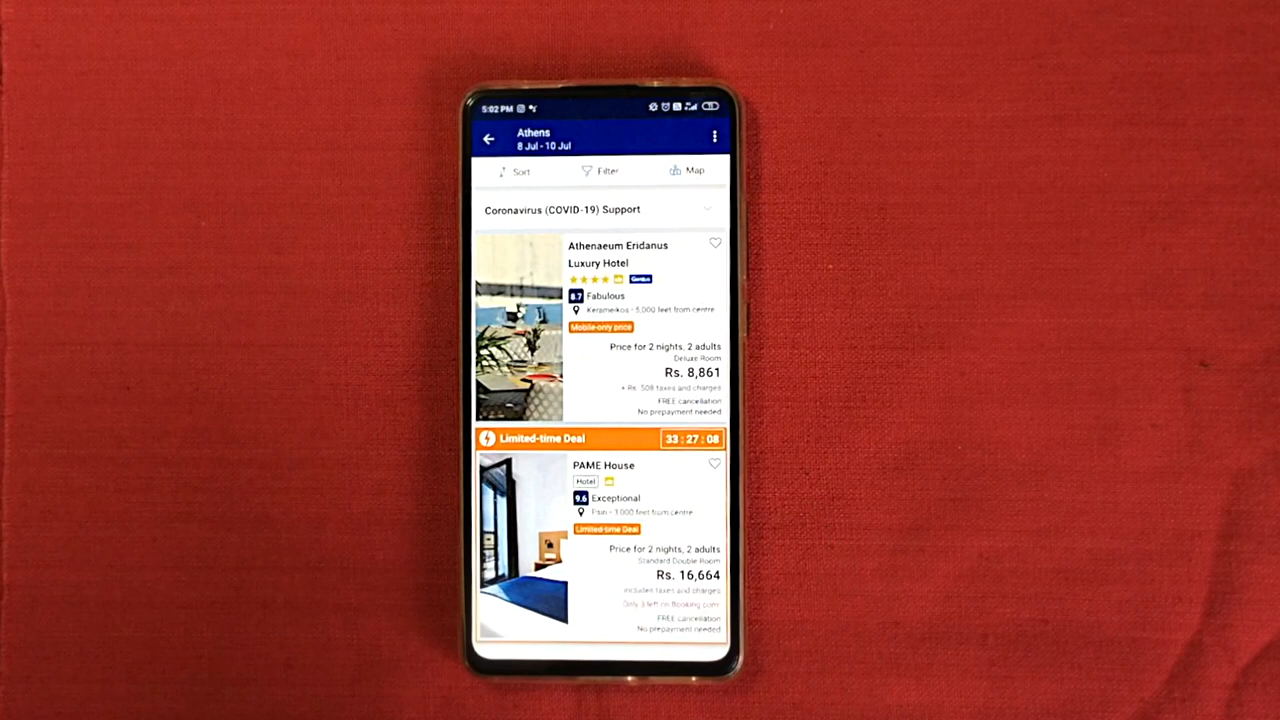 5:02 PM
Athens
8 Jul - 10 Jul
Sort
Filter
Map
Coronavirus (COVID-19) Support
Athenaeum Eridanus
Luxury Hotel
Genius
8.7 Fabulous
Kerameikos - 5,000 feet from centre
Mobile-only price
Price for 2 nights, 2 adults
Deluxe Room
Rs. 8,861
+ Rs. 508 taxes and charges
FREE cancellation
No prepayment needed
Limited-time Deal 33 : 27 : 08
PAME House
Hotel
9.6 Exceptional
Psiri - feet from centre
Limited-time Deal
Price for 2 nights, 2 adults
Standard Double Room
Rs. 16,664
includes taxes and charges
Only 3 left on Booking.com
FREE cancellation
No prepayment needed